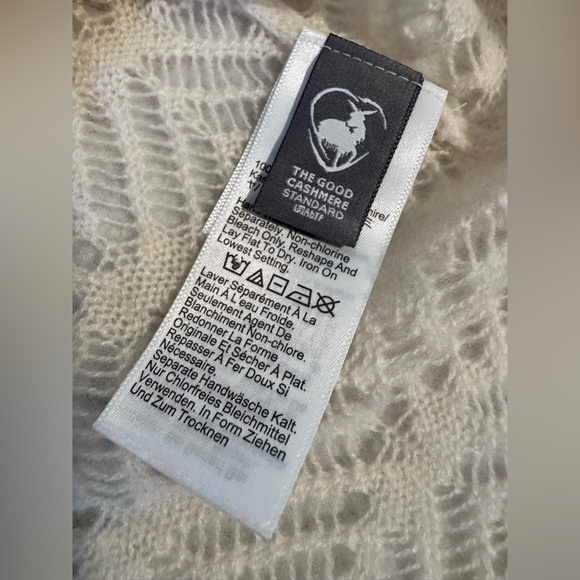 THE GOOD
CASHMERE
STANDARD
Separately. Non-chlorine
Bleach Only. Reshape And
Lay Flat To Dry. Iron On
Lowest Setting.
Laver Séparément À La
Main À L'eau Froide.
Seulement Agent De
Blanchiment Non-chlore.
Redonner La Forme
Originale Et Sécher À Plat.
Repasser À Fer Doux Si
Nécessaire.
Separate Handwäsche Kalt.
Nur Chlorfreies Bleichmittel
Verwenden. In Form Ziehen
Und Zum Trocknen